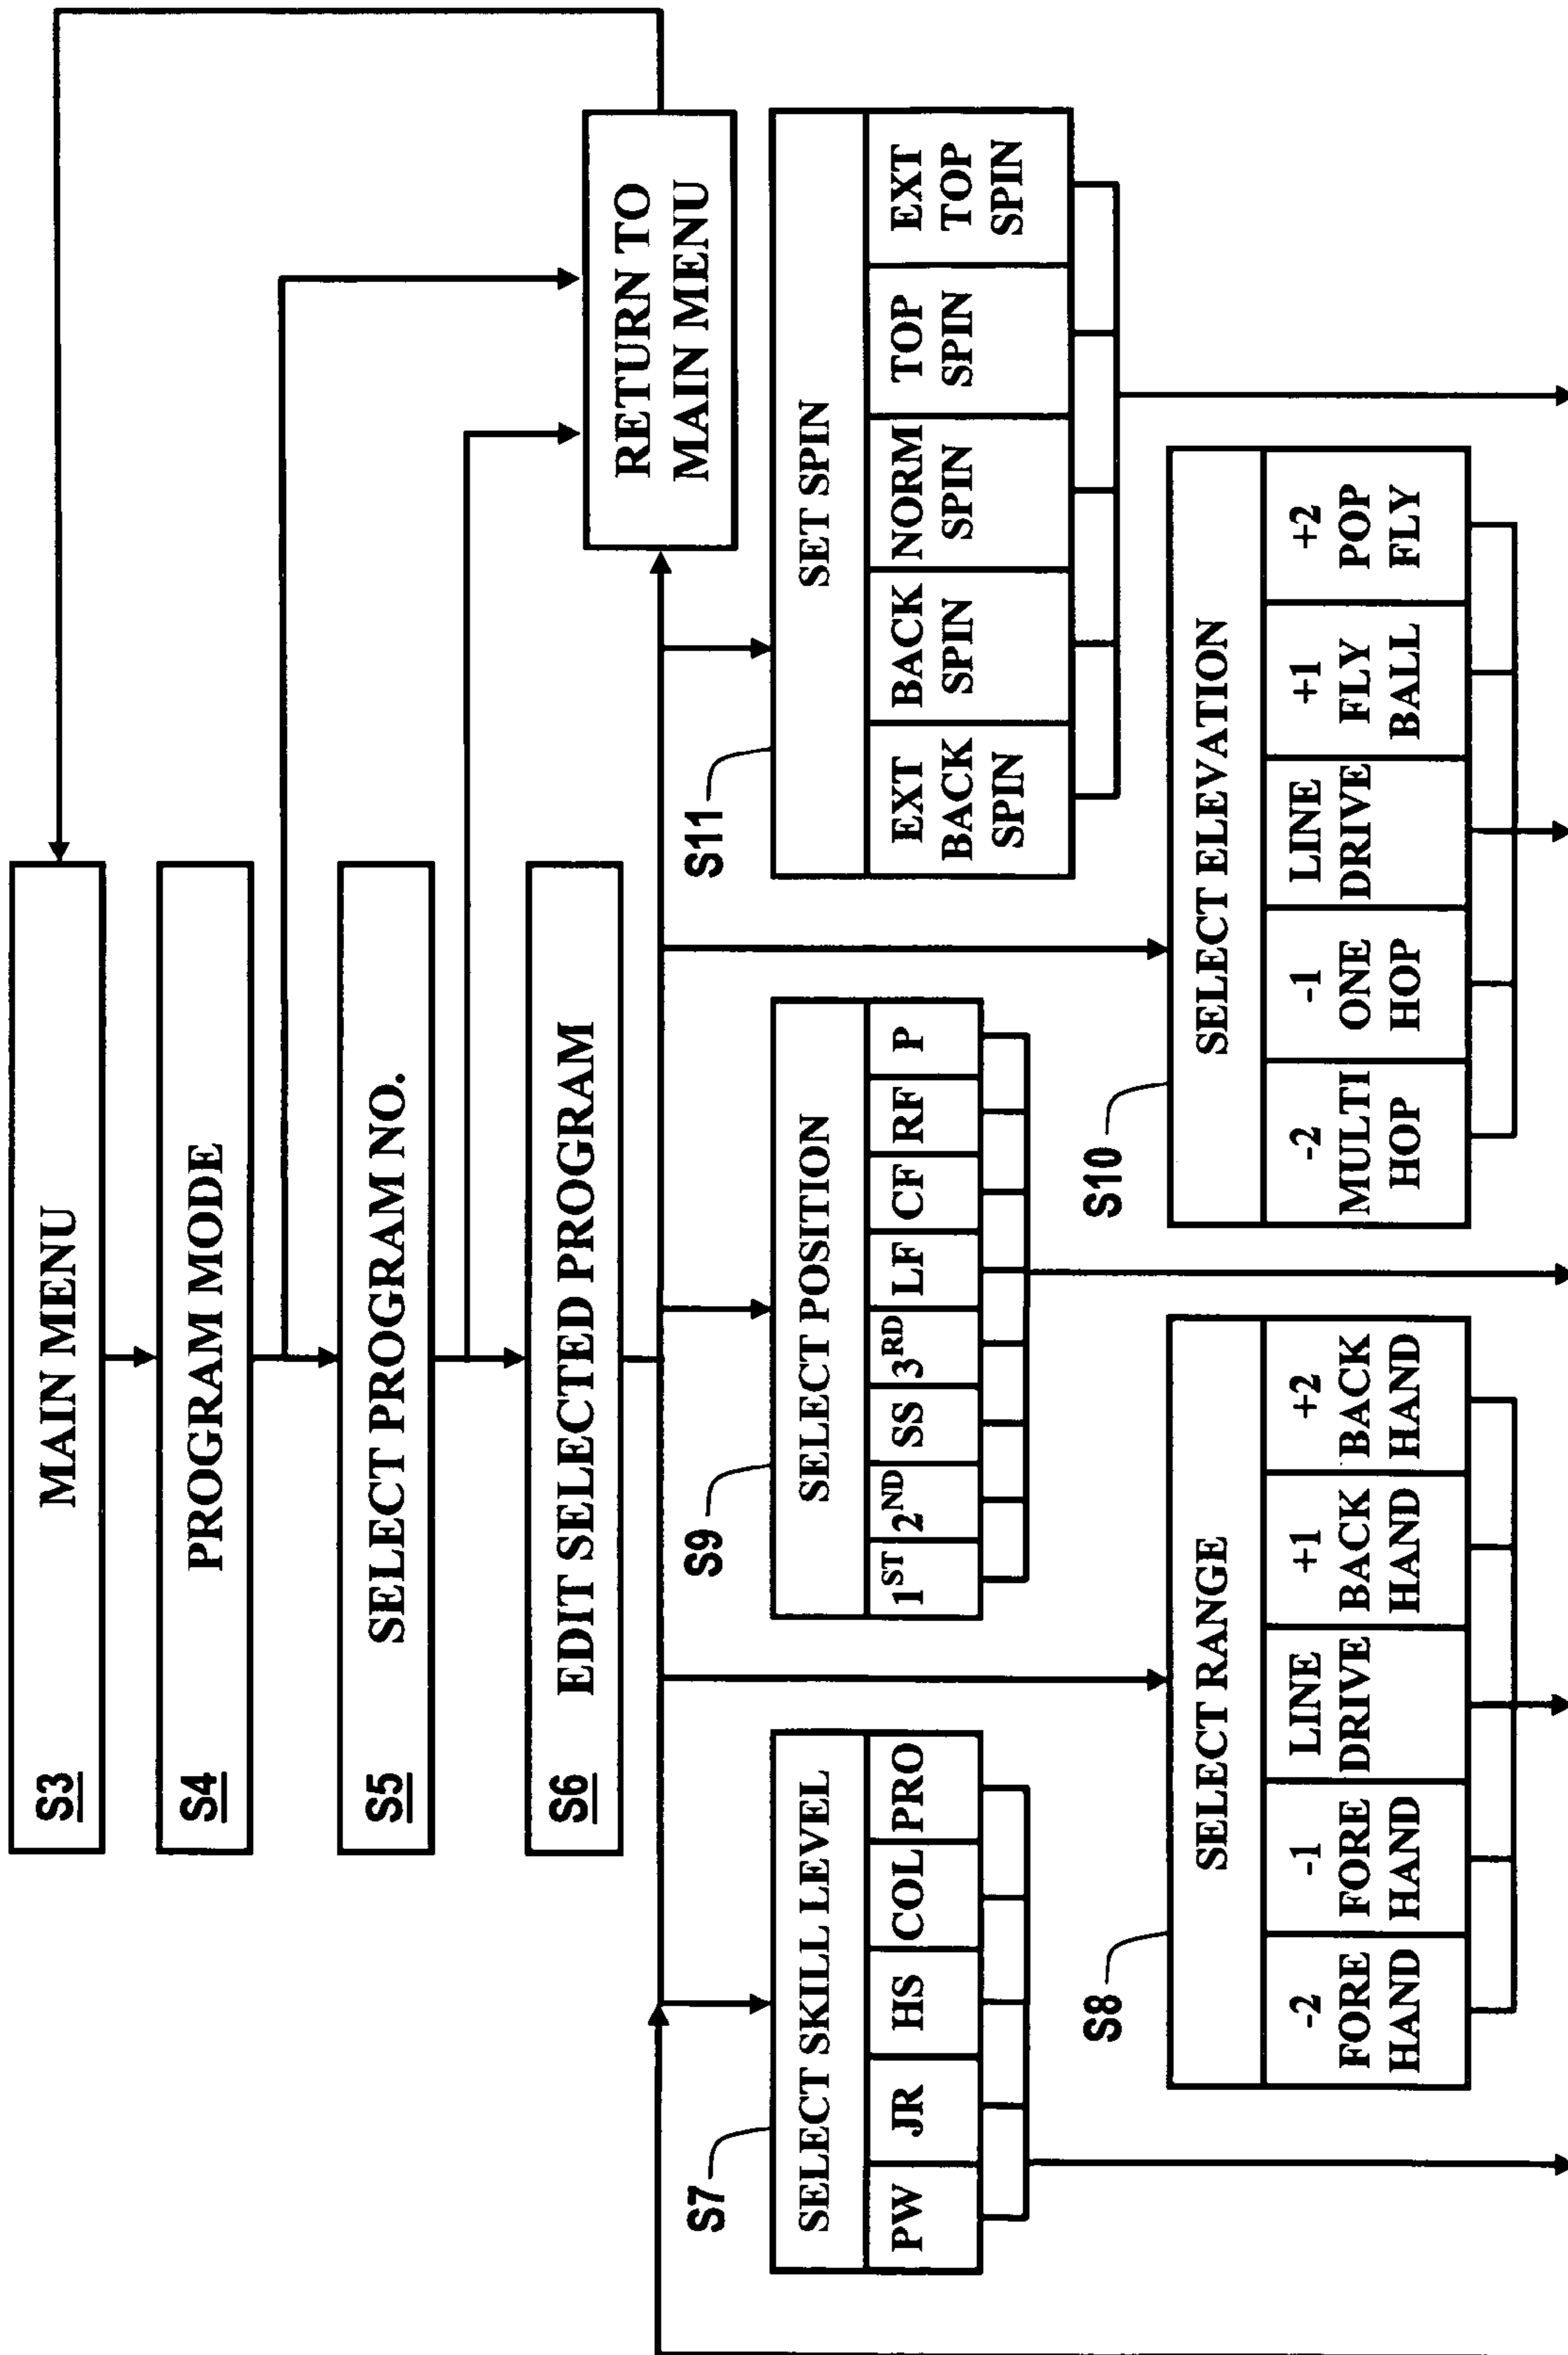 S3
MAIN MENU
S4
PROGRAM MODE
S5
SELECT PROGRAM NO.
S6
EDIT SELECTED PROGRAM
RETURN TO
MAIN MENU
S7
SELECT SKILL LEVEL
PW JR HS COL PRO
S9
SELECT POSITION
1ST 2ND SS 3RD LF CF RF P
S11
SET SPIN
EXT
BACK
SPIN
BACK
SPIN
NORM
SPIN
TOP
SPIN
EXT
TOP
SPIN
S8
SELECT RANGE
-2
FORE
HAND
-1
FORE
HAND
LINE
DRIVE
+1
BACK
HAND
+2
BACK
HAND
S10
SELECT ELEVATION
-2
MULTI
HOP
-1
ONE
HOP
LINE
DRIVE
+1
FLY
BALL
+2
POP
FLY